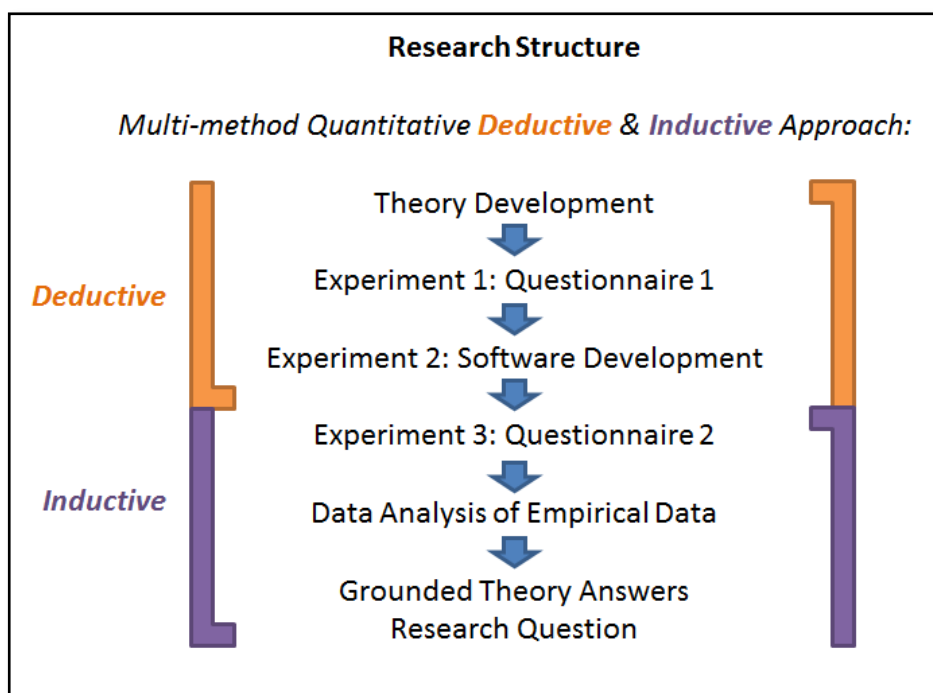 Research Structure
Multi-method Quantitative Deductive & Inductive Approach:
Theory Development
Experiment 1: Questionnaire 1
Deductive
Experiment 2: Software Development
Experiment 3: Questionnaire 2
Inductive
Data Analysis of Empirical Data
Grounded Theory Answers
Research Question